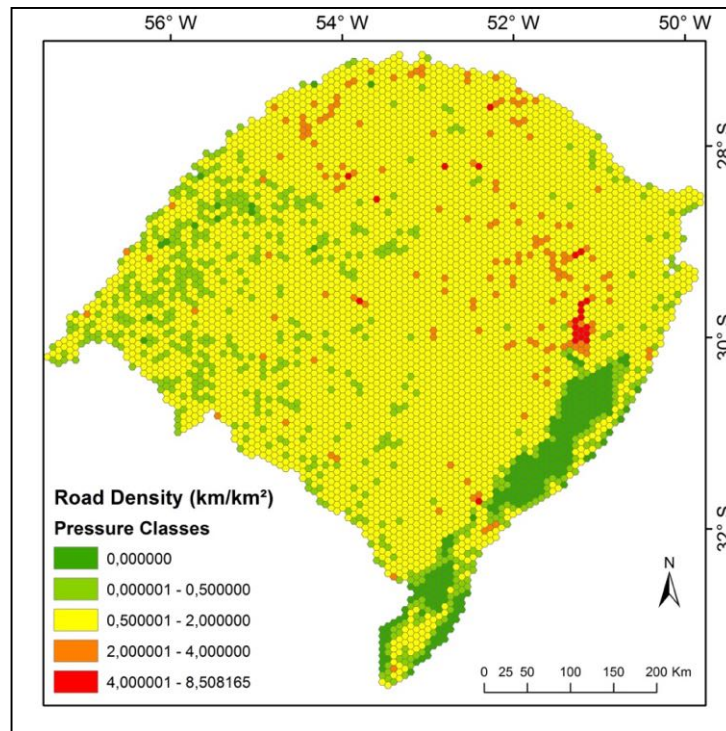 56° W 54° W 52° W 50° W
28° S
30° S
32° S
Road Density (km/km²)
Pressure Classes
0,000000
0,000001 - 0,500000
0,500001 - 2,000000
2,000001 - 4,000000
4,000001 - 8,508165
N
0 25 50 100 150 200 Km